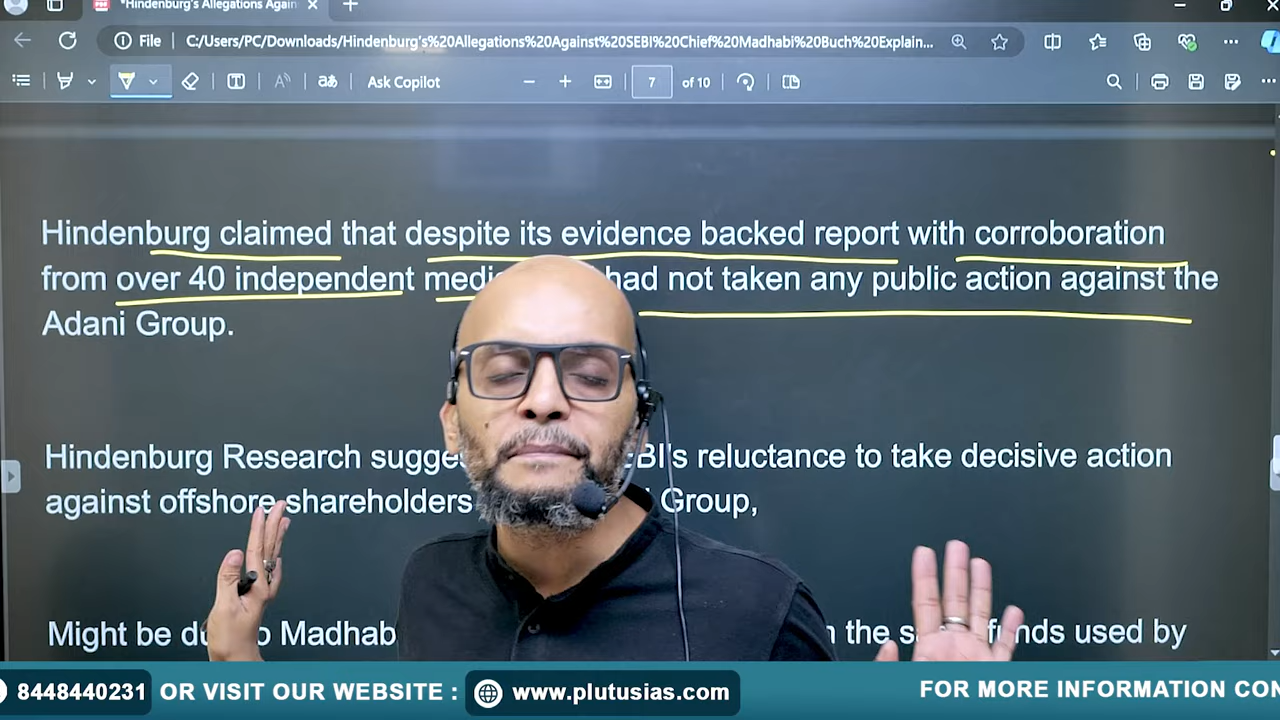 *Hindenburg's Allegations Again
File
C:/Users/PC/Downloads/Hindenburg's%20Allegations%20Against%20SEBI%20Chief%20Madhabi%20Buch%20Explain...
Ask Copilot
7 of 10
Hindenburg claimed that despite its evidence backed report with corroboration
from over 40 independent medi had not taken any public action against the
Adani Group.
Hindenburg Research sugge EBI's reluctance to take decisive action
against offshore shareholders Group,
Might be du o Madhab the sa funds used by
8448440231 OR VISIT OUR WEBSITE : www.plutusias.com FOR MORE INFORMATION CON